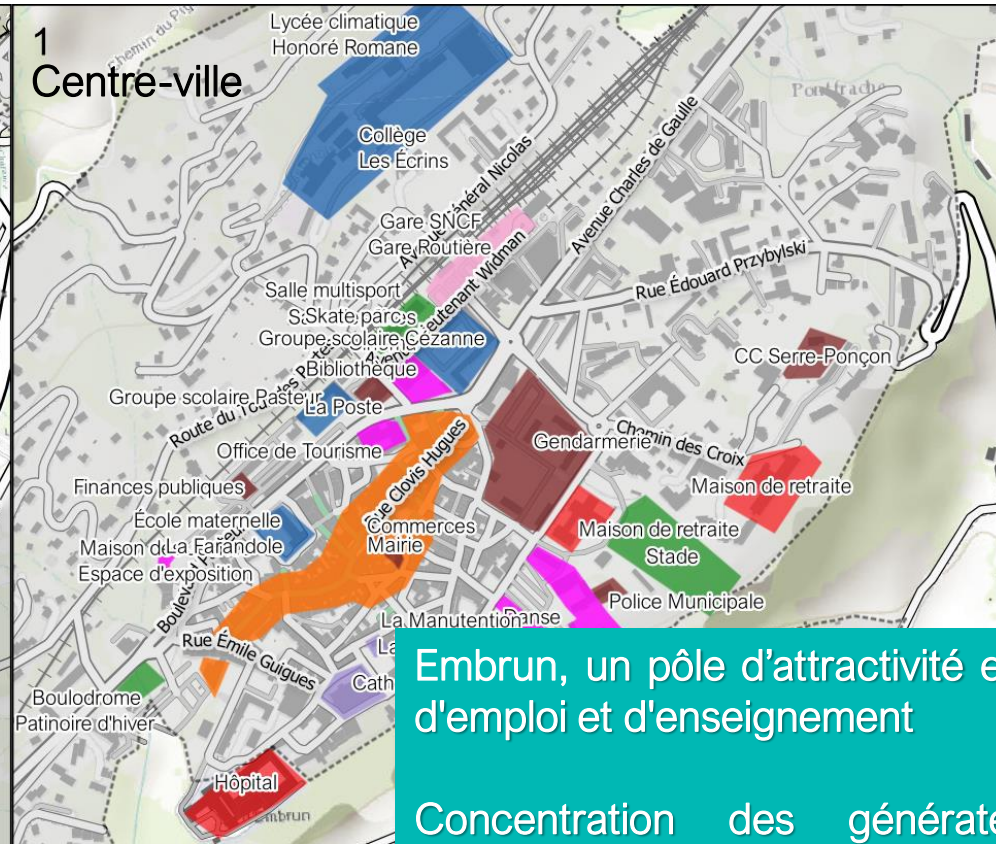 1
Centre-ville
Chemin du
Lycée climatique
Honoré Romane
Pontfrache
Collège
Les Écrins
Avenue Général Nicolas
Avenue Charles de Gaulle
Gare SNCF
Gare Routière
Avenue Lieutenant Widman
Rue Édouard Przybylski
Salle multisport
Skate parc
Groupe scolaire Cézanne
CC Serre-Ponçon
Bibliothèque
Groupe scolaire Pasteur
La Poste
Route du
Office de Tourisme
Rue Clovis Hugues
Gendarmerie
Chemin des Croix
Finances publiques
Maison de retraite
École maternelle
La Farandole
Commerces
Mairie
Maison de
Espace d'exposition
Maison de retraite
Stade
Boulevard
Police Municipale
La Manutention
Danse
Rue Émile Guigues
La
Cath
Boulodrome
Patinoire d'hiver
Hôpital
Embrun, un pôle d’attractivité e
d'emploi et d'enseignement
Concentration des générate